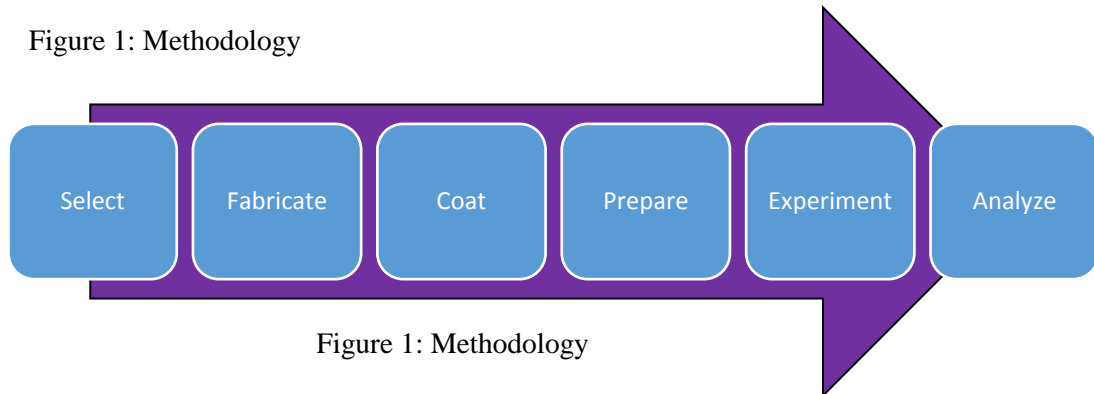 Figure 1: Methodology
Select
Fabricate
Coat
Prepare
Experiment
Analyze
Figure 1: Methodology